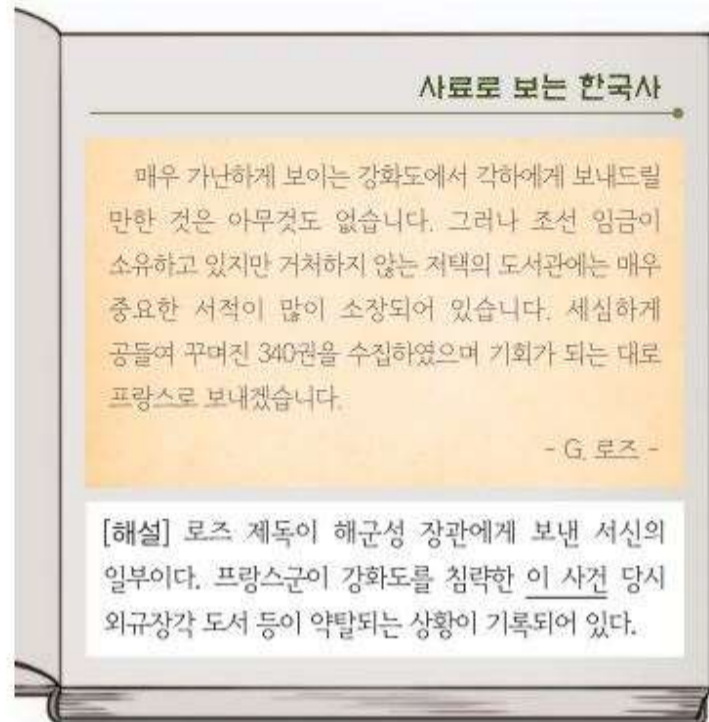 사료로 보는 한국사
매우 가난하게 보이는 강화도에서 각하에게 보내드릴
만한 것은 아무것도 없습니다. 그러나 조선 임금이
소유하고 있지만 거처하지 않는 저택의 도서관에는 매우
중요한 서적이 많이 소장되어 있습니다. 세심하게
공들여 꾸며진 340권을 수집하였으며 기회가 되는 대로
프랑스로 보내겠습니다.
- G. 로즈 -
[해설] 로즈 제독이 해군성 장관에게 보낸 서신의
일부이다. 프랑스군이 강화도를 침략한 이 사건 당시
외규장각 도서 등이 약탈되는 상황이 기록되어 있다.